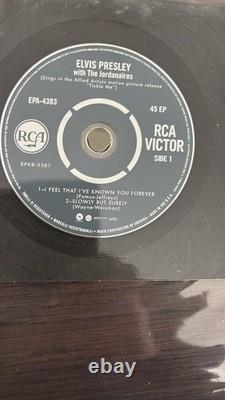 ELVIS PRESLEY
with The Jordanaires
(Sings in the Allied Artists motion picture release
"Tickle Me")
EPA-4383
45 EP
RCA
RCA
VICTOR
SIDE 1
SPKB-5387
1-I FEEL THAT I'VE KNOWN YOU FOREVER
(Pomus-Jeffreys)
2-SLOWLY BUT SURELY
(Wayne-Weisman)
© ebay